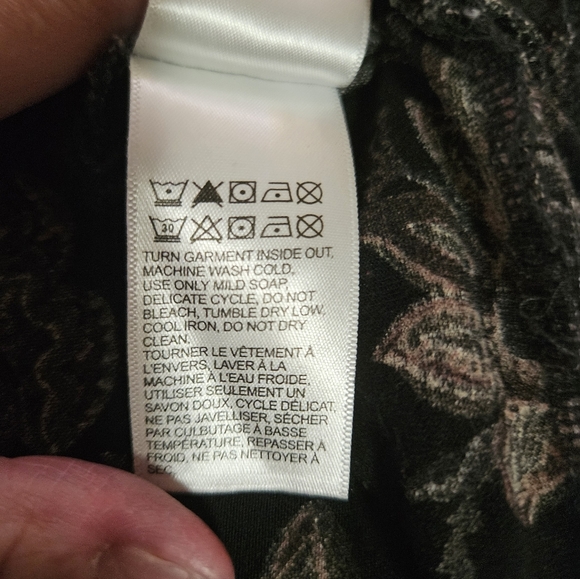 30
TURN GARMENT INSIDE OUT,
MACHINE WASH COLD.
USE ONLY MILD SOAP,
DELICATE CYCLE, DO NOT
BLEACH, TUMBLE DRY LOW,
COOL IRON, DO NOT DRY
CLEAN.
TOURNER LE VÊTEMENT À
L'ENVERS, LAVER À LA
MACHINE À L'EAU FROIDE,
UTILISER SEULEMENT UN
SAVON DOUX, CYCLE DÉLICAT,
NE PAS JAVELLISER, SÉCHER
PAR CULBUTAGE À BASSE
TEMPÉRATURE, REPASSER À
FROID, NE PAS NETTOYER À
SEC